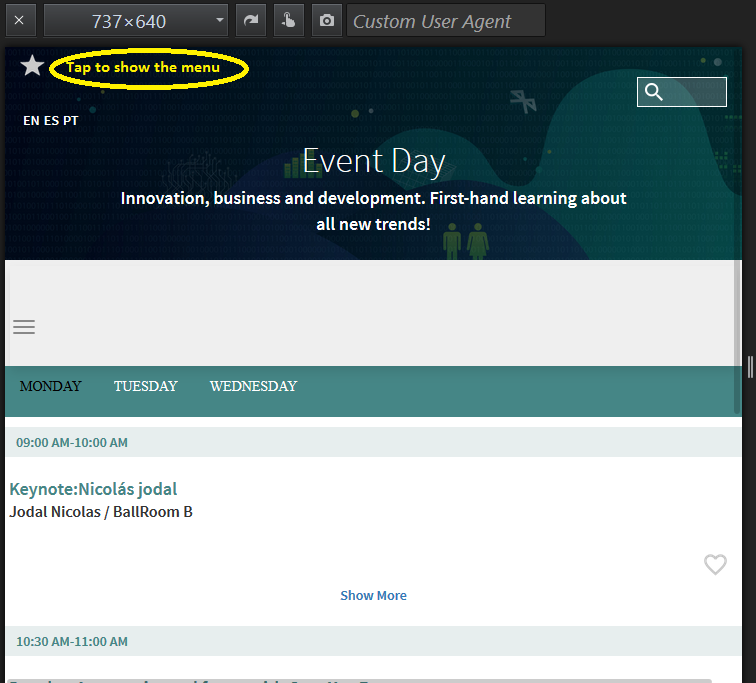 737×640
Custom User Agent
Tap to show the menu
EN ES PT
Event Day
Innovation, business and development. First-hand learning about
all new trends!
MONDAY TUESDAY WEDNESDAY
09:00 AM-10:00 AM
Keynote:Nicolás jodal
Jodal Nicolas / BallRoom B
Show More
10:30 AM-11:00 AM